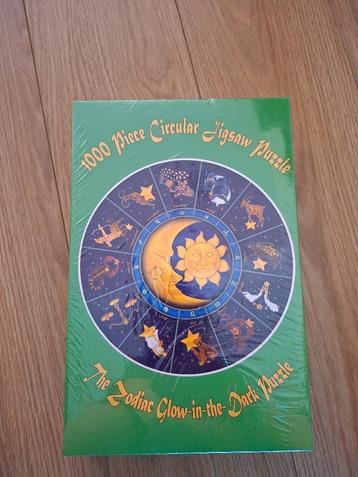 1000 Piece Circular Jigsaw Puzzle
The Zodiac Glow-in-the-Dark Puzzle